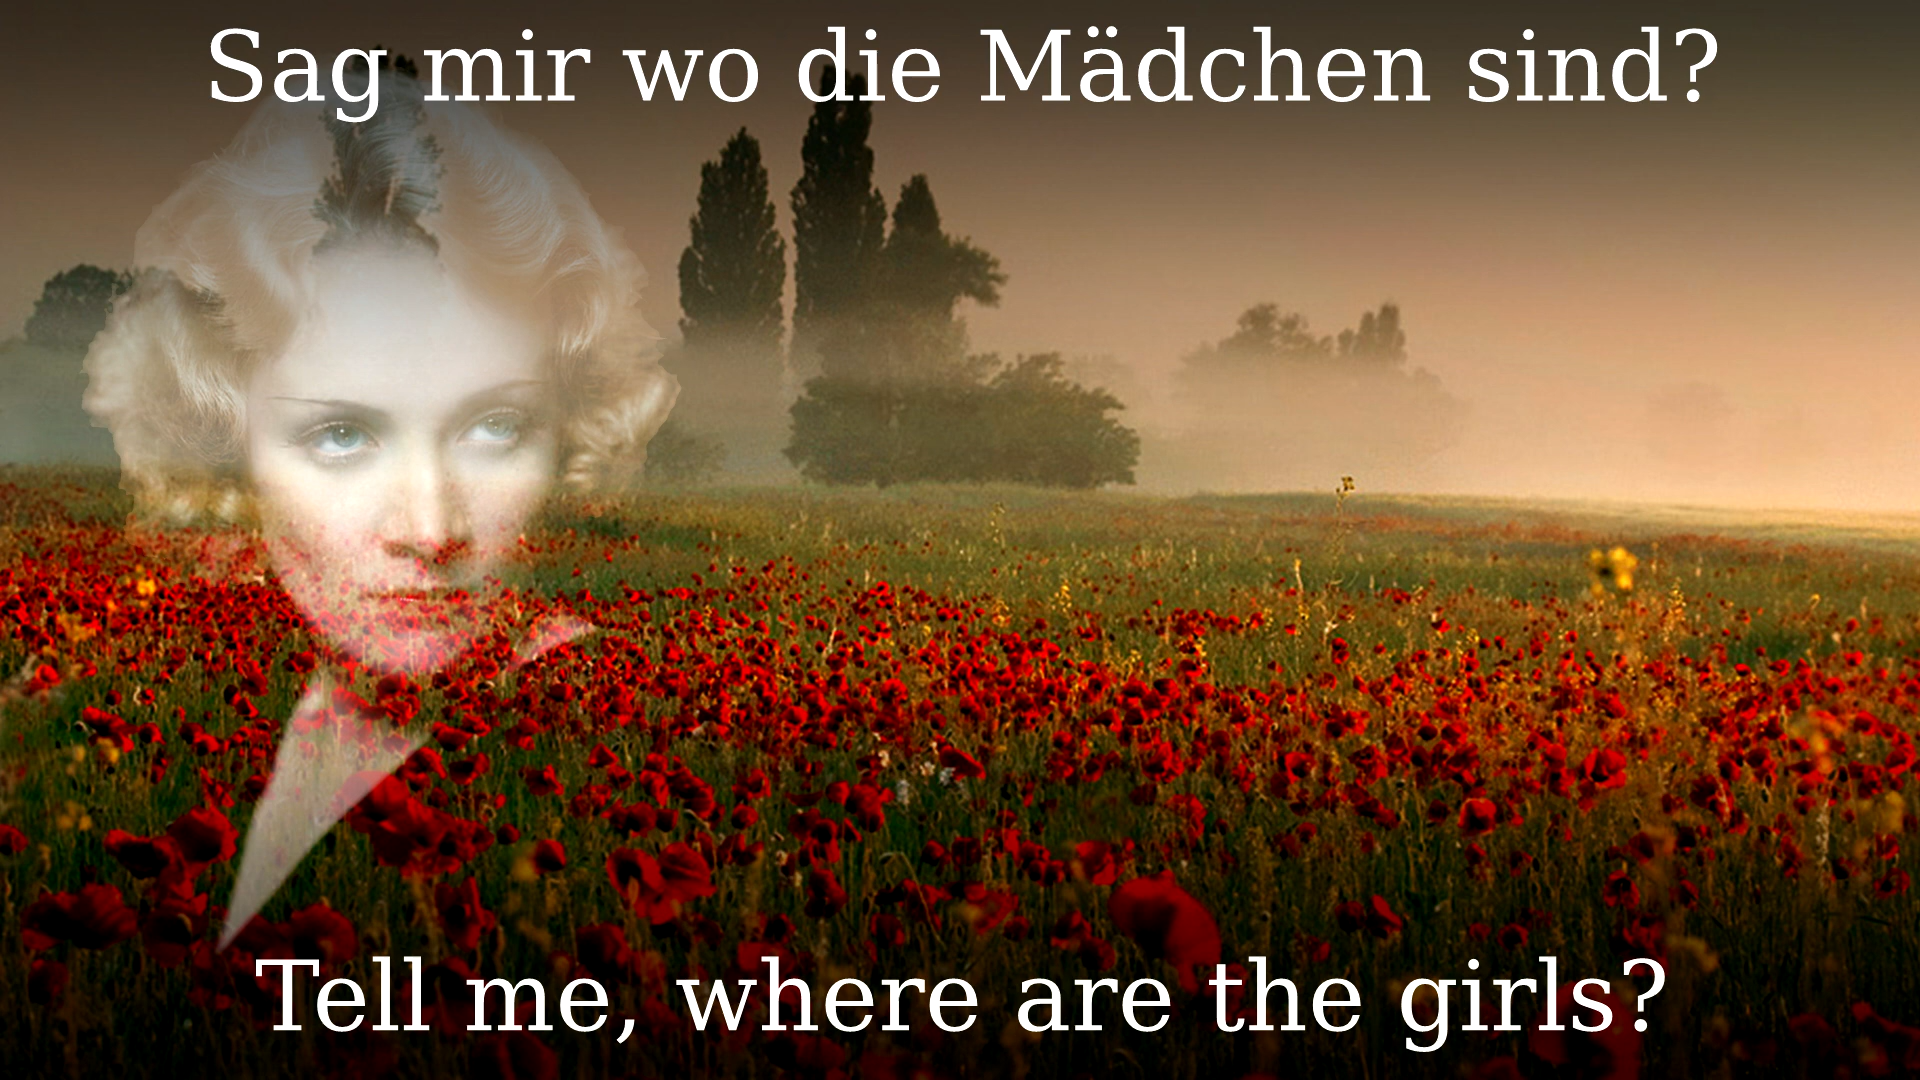 Sag mir wo die Mädchen sind?
Tell me, where are the girls?